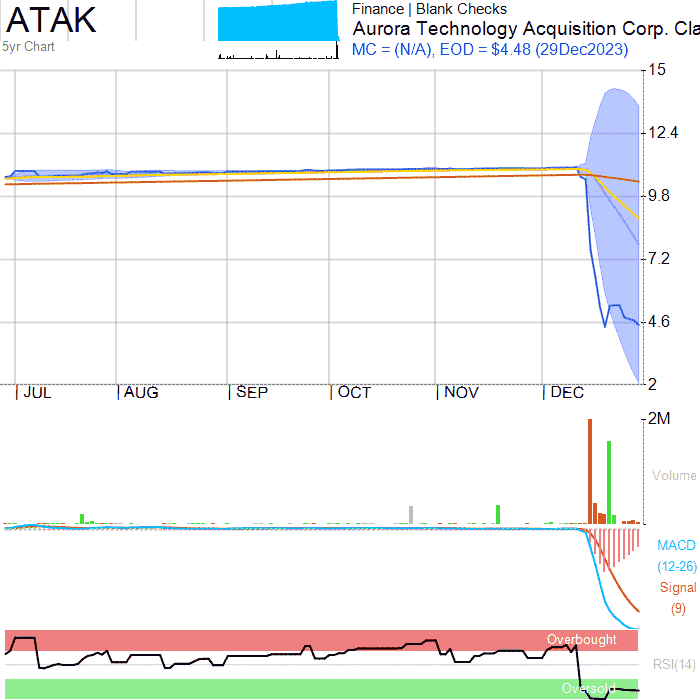 ATAK
5yr Chart
Finance | Blank Checks
Aurora Technology Acquisition Corp. Cla
MC = (N/A), EOD = $4.48 (29Dec2023)
15
12.4
9.8
7.2
4.6
2
JUL AUG SEP OCT NOV DEC
2M
Volume
MACD
(12-26)
Signal
(9)
Overbought
RSI(14)
Oversold